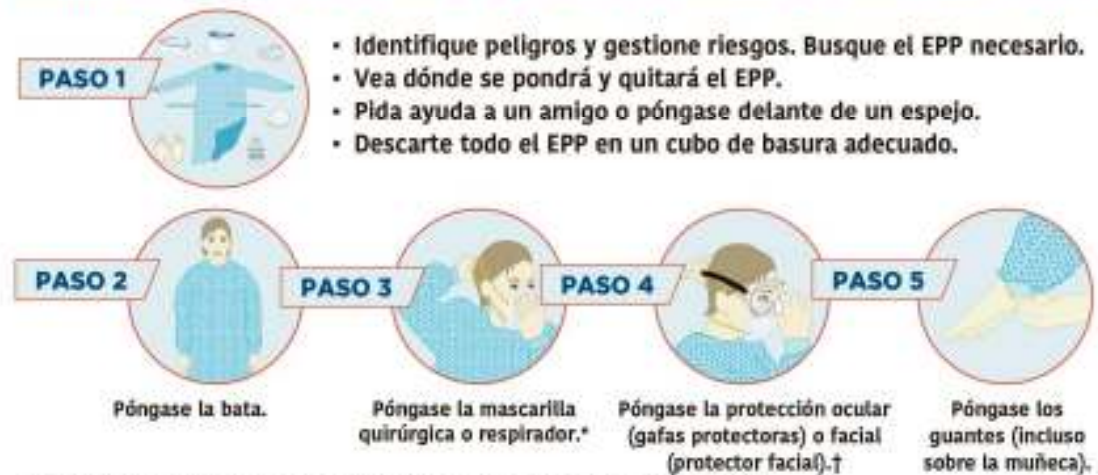 PASO 1
• Identifique peligros y gestione riesgos. Busque el EPP necesario.
• Vea dónde se pondrá y quitará el EPP.
• Pida ayuda a un amigo o póngase delante de un espejo.
• Descarte todo el EPP en un cubo de basura adecuado.
PASO 2
Póngase la bata.
PASO 3
Póngase la mascarilla
quirúrgica o respirador.*
PASO 4
Póngase la protección ocular
(gafas protectoras) o facial
(protector facial).†
PASO 5
Póngase los
guantes (incluso
sobre la muñeca).